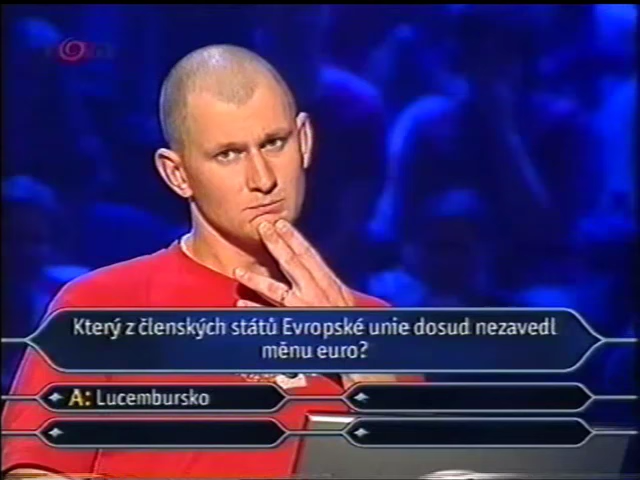 Který z členských států Evropské unie dosud nezavedl
měnu euro?
A: Lucembursko